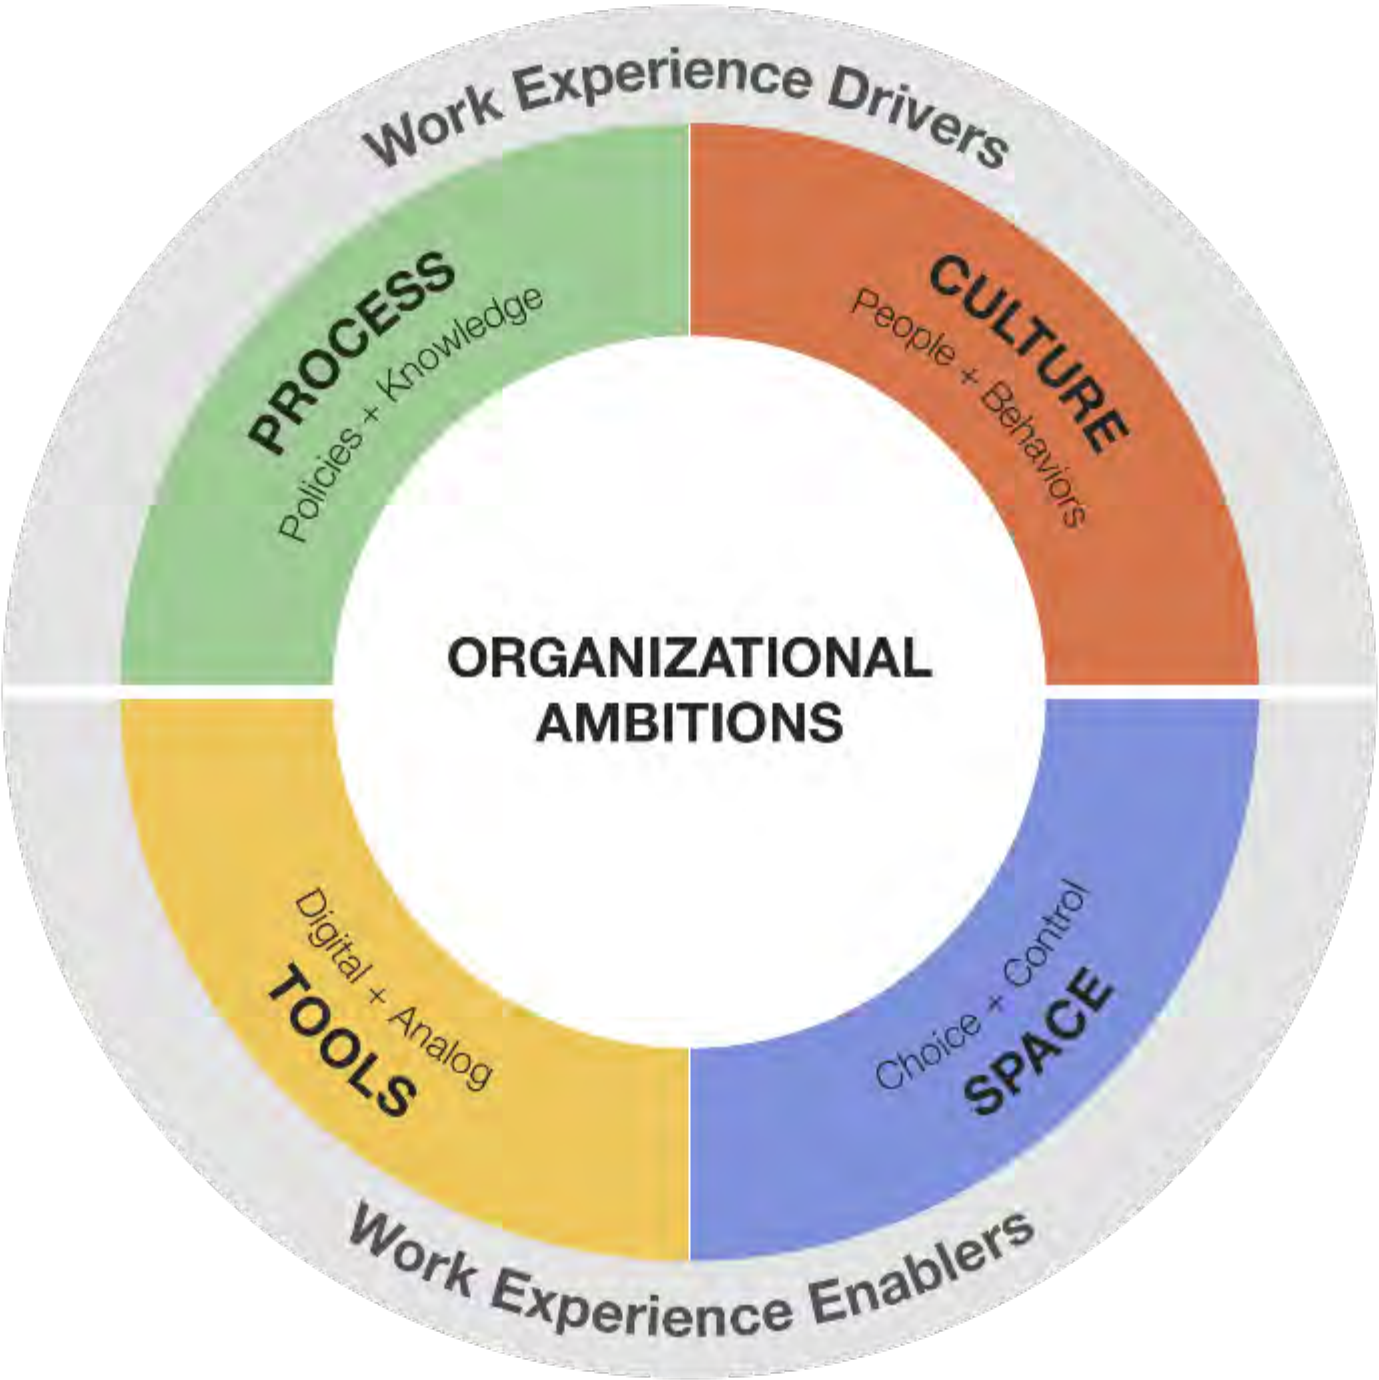 Work Experience Drivers
PROCESS
Policies + Knowledge
CULTURE
People + Behaviors
ORGANIZATIONAL
AMBITIONS
Digital + Analog
TOOLS
Choice + Control
SPACE
Work Experience Enablers